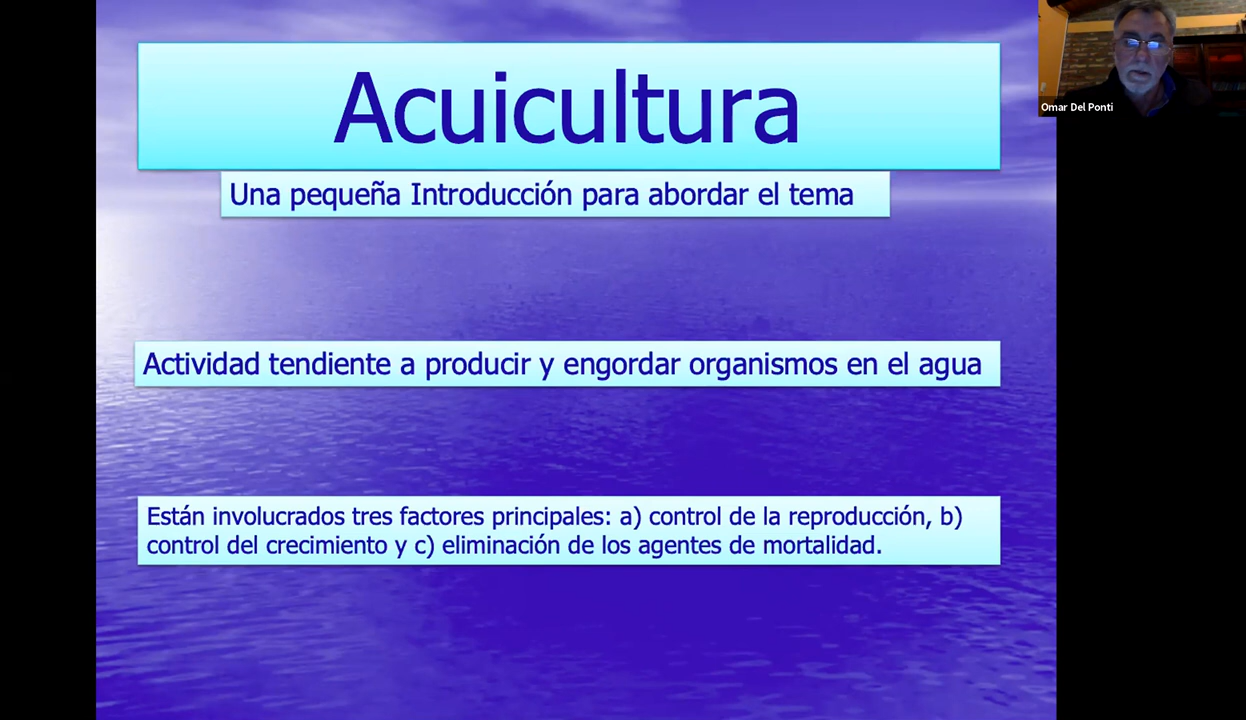 Acuicultura
Una pequeña Introducción para abordar el tema
Actividad tendiente a producir y engordar organismos en el agua
Están involucrados tres factores principales: a) control de la reproducción, b)
control del crecimiento y c) eliminación de los agentes de mortalidad.
Omar Del Ponti